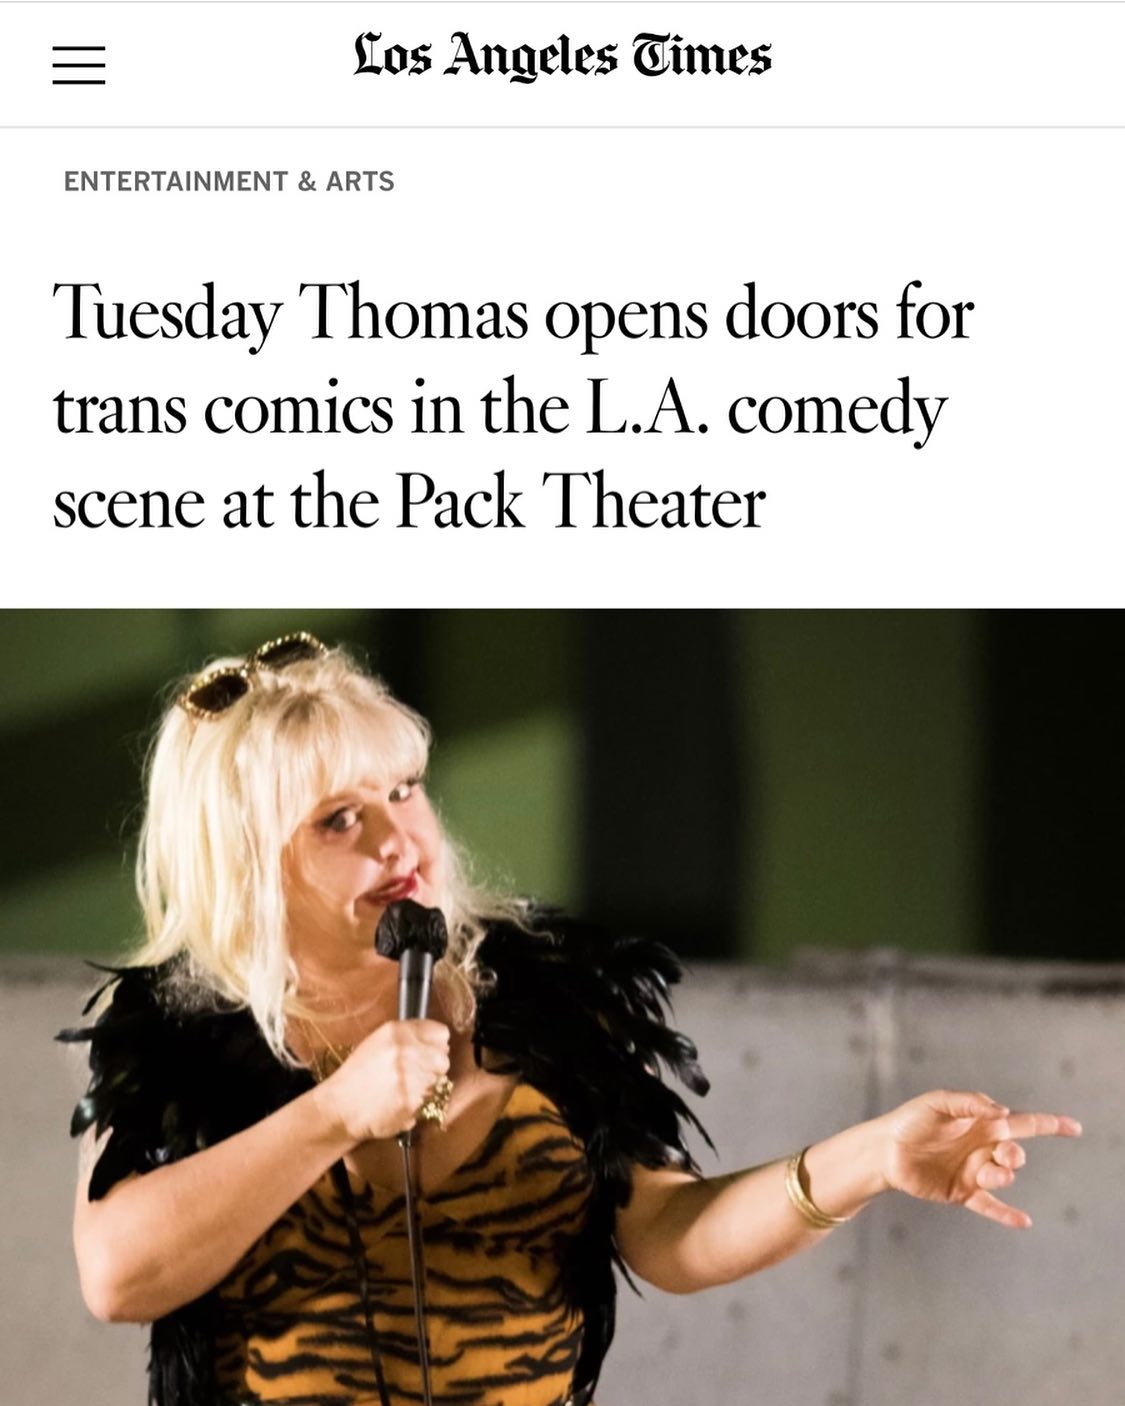 Los Angeles Times
ENTERTAINMENT & ARTS
Tuesday Thomas opens doors for
trans comics in the L.A. comedy
scene at the Pack Theater